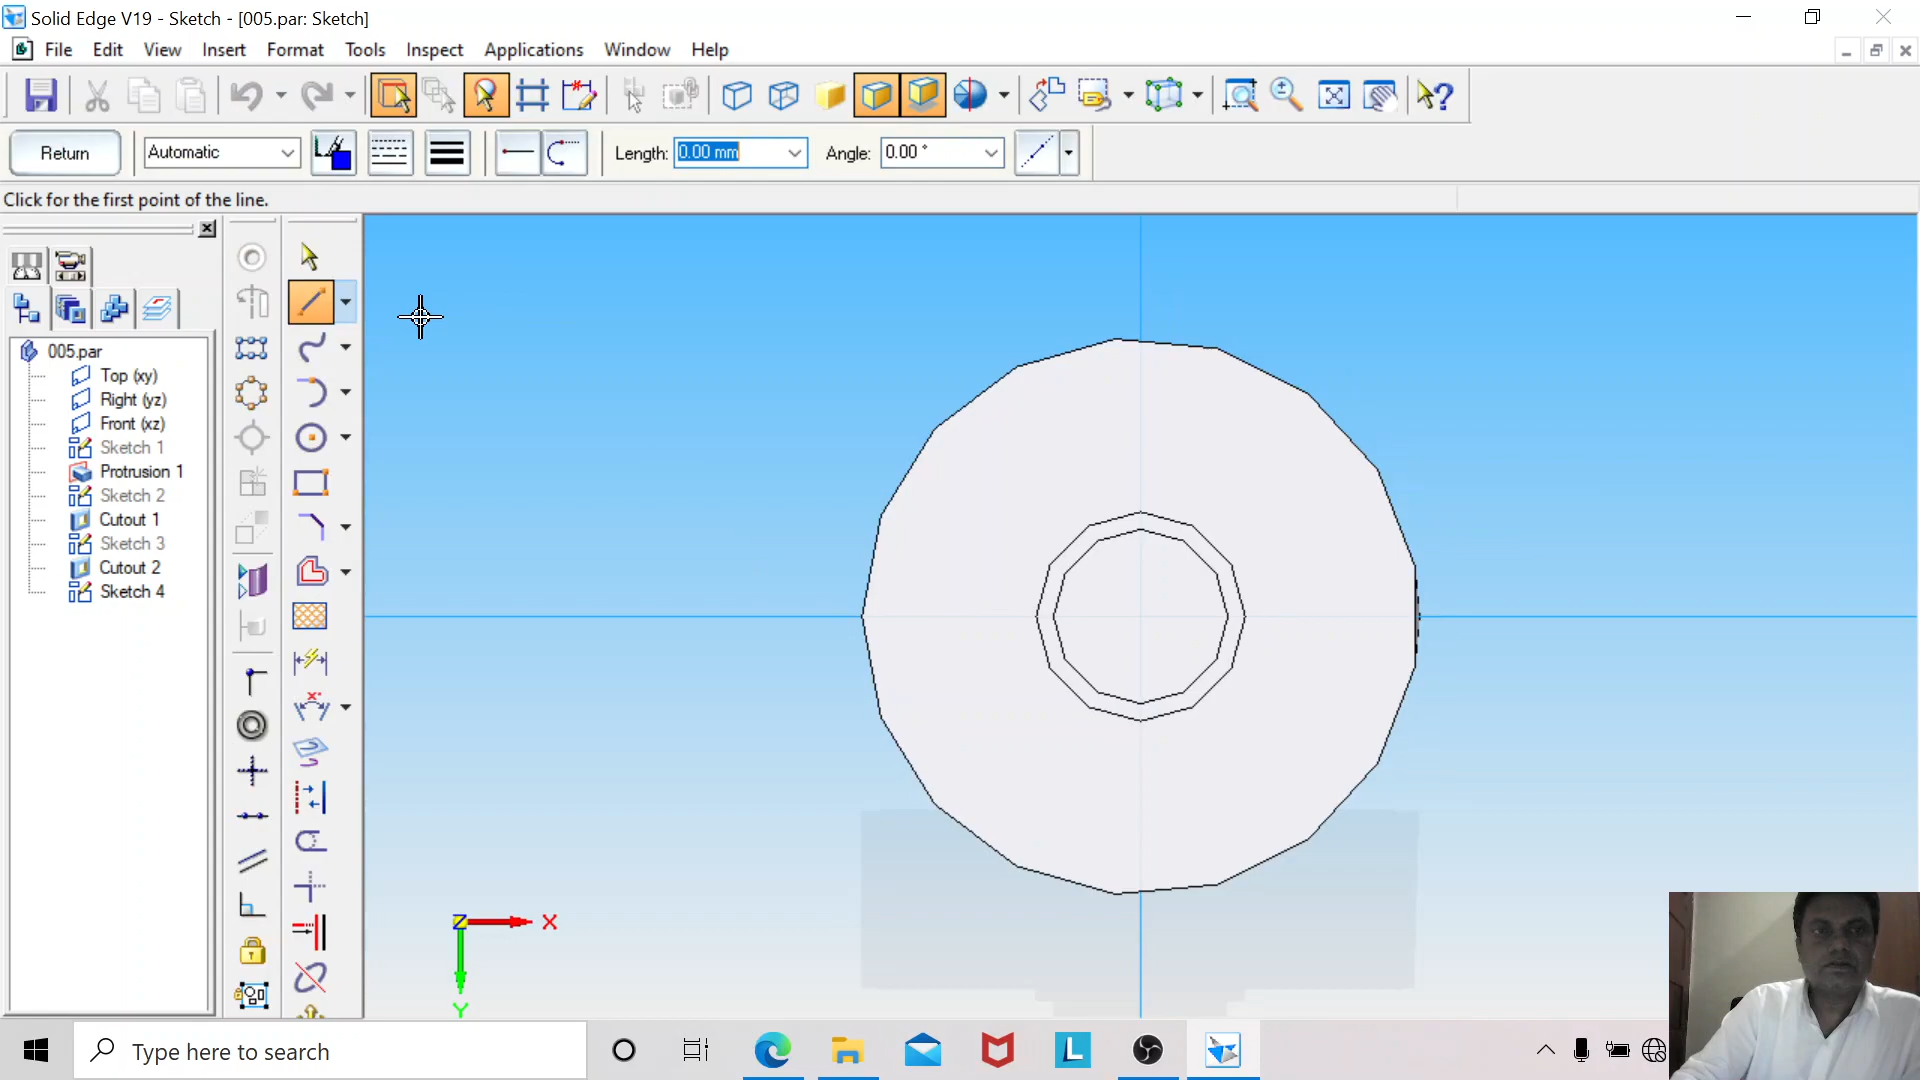 Solid Edge V19 - Sketch - [005.par: Sketch]
File Edit View Insert Format Tools Inspect Applications Window Help
Return Automatic Length: 0.00 mm Angle: 0.00 °
Click for the first point of the line.
005.par
Top (xy)
Right (yz)
Front (xz)
Sketch 1
Protrusion 1
Sketch 2
Cutout 1
Sketch 3
Cutout 2
Sketch 4
Z X
Y
Type here to search
L